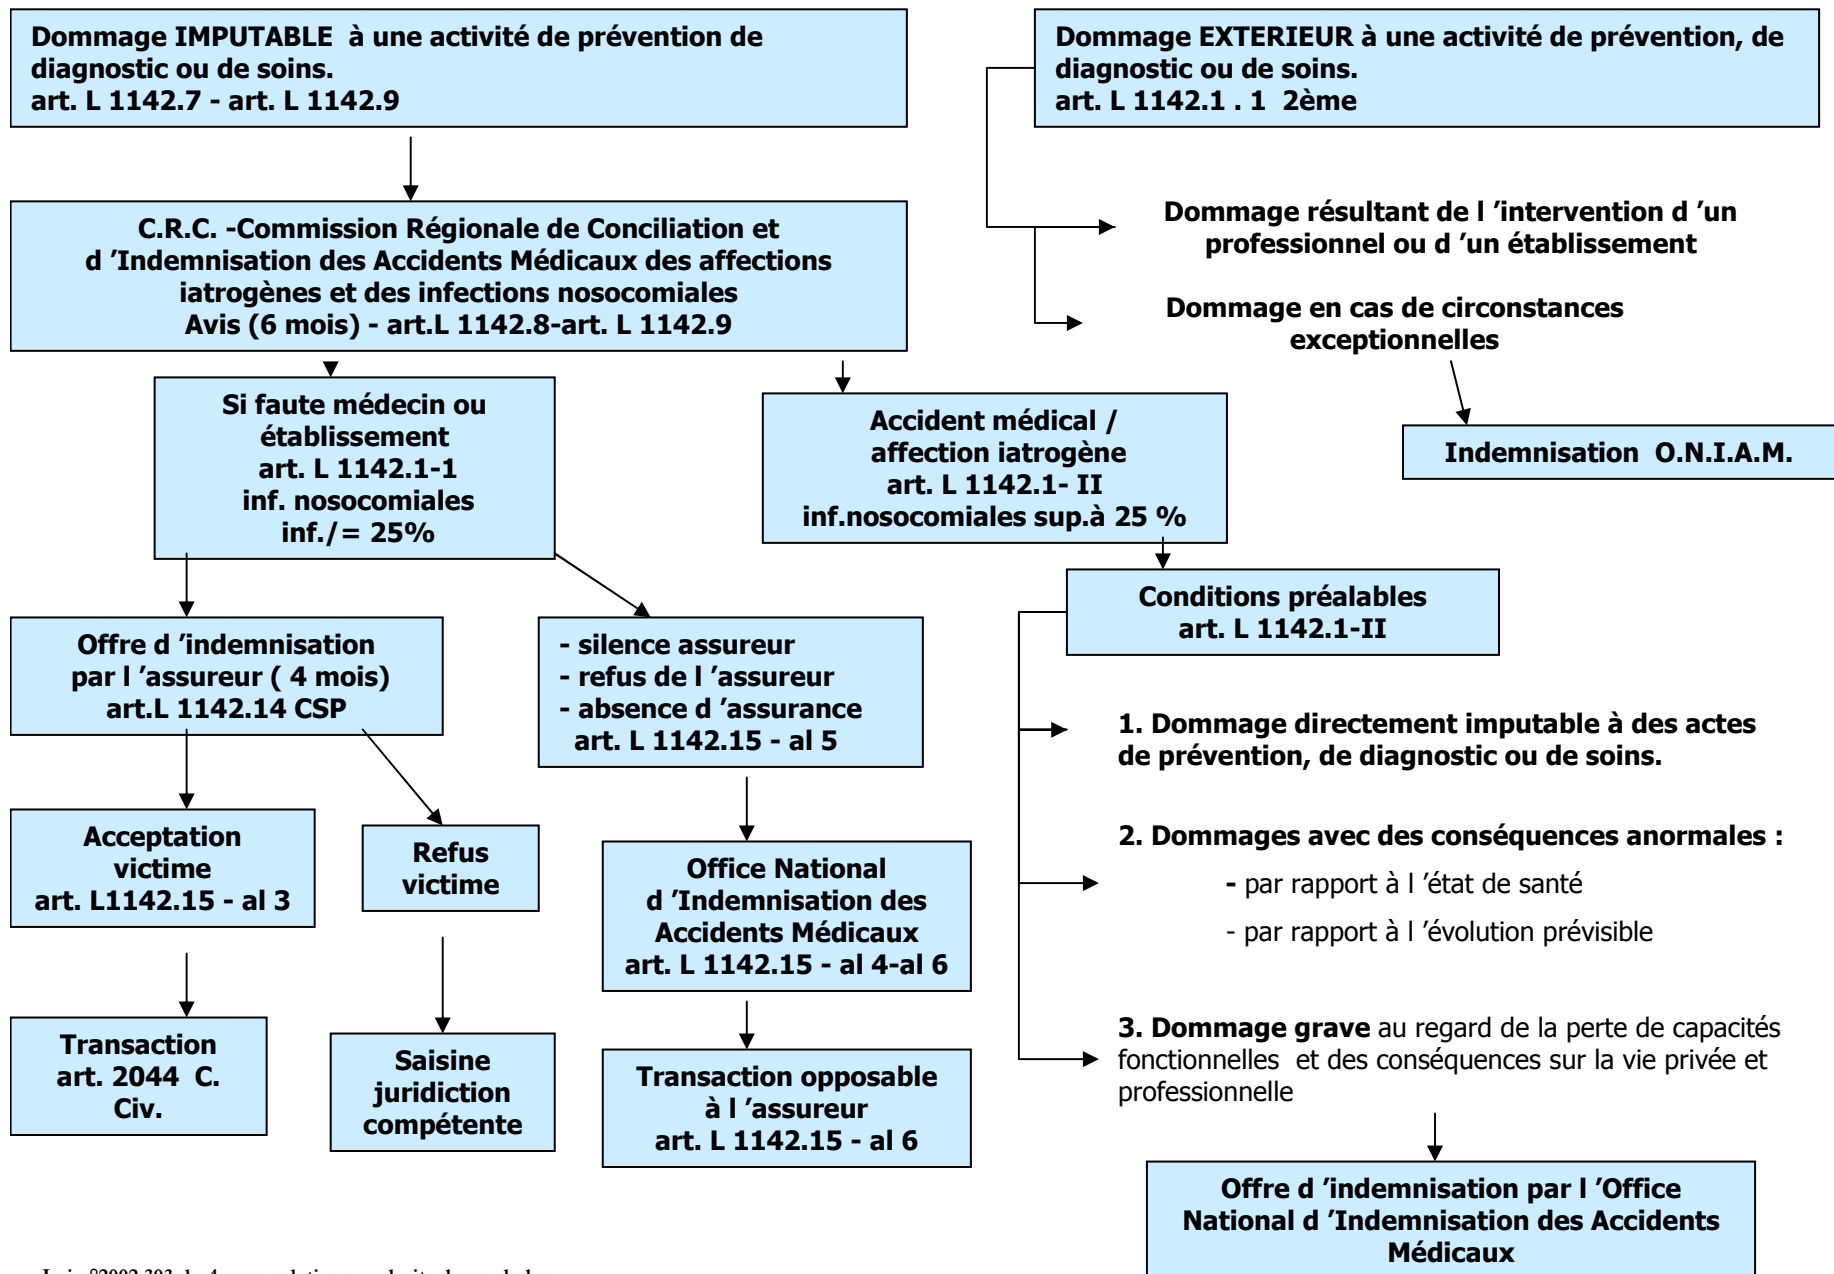 Dommage IMPUTABLE à une activité de prévention de
diagnostic ou de soins.
art. L 1142.7 - art. L 1142.9
Dommage EXTERIEUR à une activité de prévention, de
diagnostic ou de soins.
art. L 1142.1 . 1 2ème
C.R.C. -Commission Régionale de Conciliation et
d ’Indemnisation des Accidents Médicaux des affections
iatrogènes et des infections nosocomiales
Avis (6 mois) - art.L 1142.8-art. L 1142.9
Dommage résultant de l ’intervention d ’un
professionnel ou d ’un établissement
Dommage en cas de circonstances
exceptionnelles
Indemnisation O.N.I.A.M.
Si faute médecin ou
établissement
art. L 1142.1-1
inf. nosocomiales
inf./= 25%
Accident médical /
affection iatrogène
art. L 1142.1- II
inf.nosocomiales sup.à 25 %
Conditions préalables
art. L 1142.1-II
Offre d ’indemnisation
par l ’assureur ( 4 mois)
art.L 1142.14 CSP
- silence assureur
- refus de l ’assureur
- absence d ’assurance
art. L 1142.15 - al 5
1. Dommage directement imputable à des actes
de prévention, de diagnostic ou de soins.
2. Dommages avec des conséquences anormales :
- par rapport à l ’état de santé
- par rapport à l ’évolution prévisible
3. Dommage grave au regard de la perte de capacités
fonctionnelles et des conséquences sur la vie privée et
professionnelle
Acceptation
victime
art. L1142.15 - al 3
Refus
victime
Office National
d ’Indemnisation des
Accidents Médicaux
art. L 1142.15 - al 4-al 6
Transaction
art. 2044 C.
Civ.
Saisine
juridiction
compétente
Transaction opposable
à l ’assureur
art. L 1142.15 - al 6
Offre d ’indemnisation par l ’Office
National d ’Indemnisation des Accidents
Médicaux